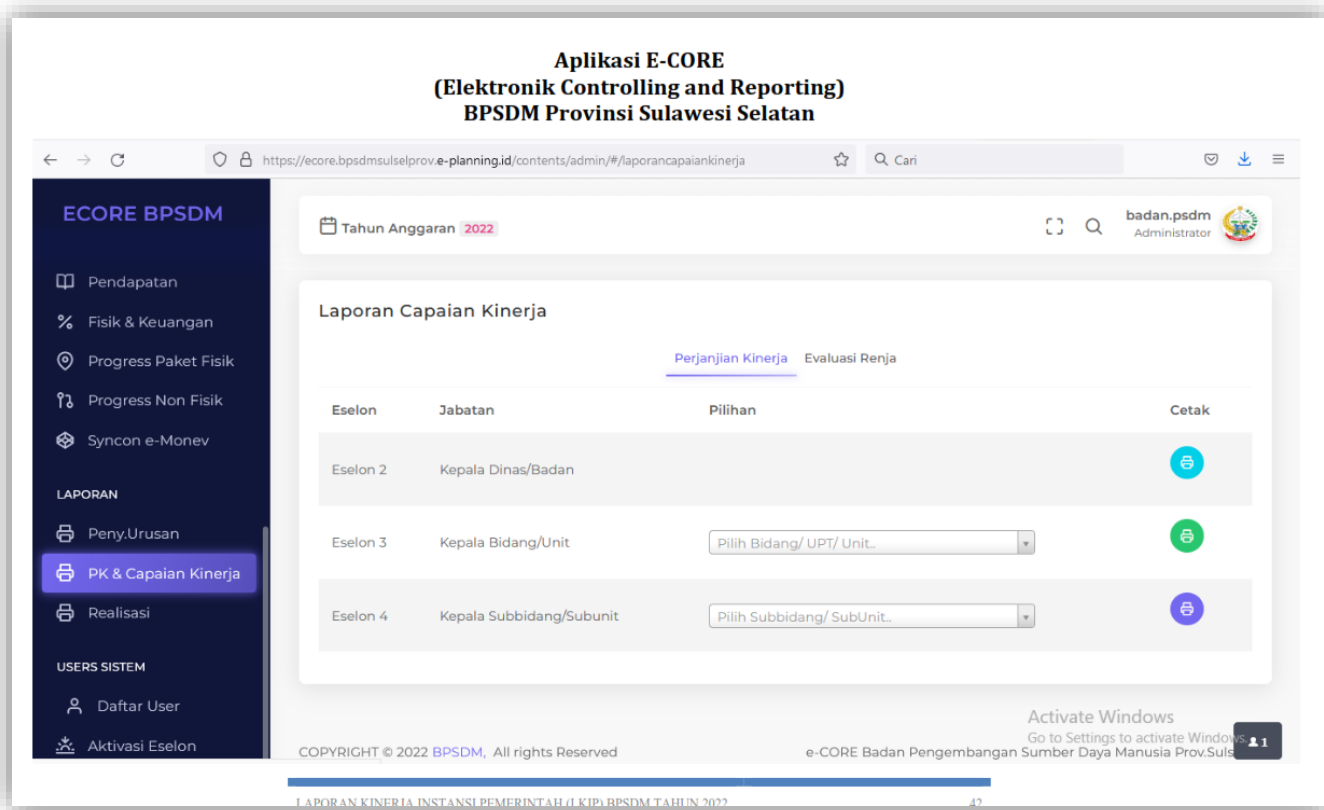 Aplikasi E-CORE
(Elektronik Controlling and Reporting)
BPSDM Provinsi Sulawesi Selatan
https://ecore.bpsdmsulselprov.e-planning.id/contents/admin/#/laporancapaiankinerja
Cari
ECORE BPSDM
Pendapatan
Fisik & Keuangan
Progress Paket Fisik
Progress Non Fisik
Syncon e-Monev
LAPORAN
Peny.Urusan
PK & Capaian Kinerja
Realisasi
USERS SISTEM
Daftar User
Aktivasi Eselon
Tahun Anggaran 2022
badan.psdm
Administrator
Laporan Capaian Kinerja
Perjanjian Kinerja Evaluasi Renja
Eselon Jabatan Pilihan Cetak
Eselon 2 Kepala Dinas/Badan
Eselon 3 Kepala Bidang/Unit Pilih Bidang/ UPT/ Unit..
Eselon 4 Kepala Subbidang/Subunit Pilih Subbidang/ SubUnit..
Activate Windows
Go to Settings to activate Windows.
1
COPYRIGHT © 2022 BPSDM, All rights Reserved
e-CORE Badan Pengembangan Sumber Daya Manusia Prov.Suls
LAPORAN KINERJA INSTANSI PEMERINTAH (LKIP) BPSDM TAHUN 2022 42